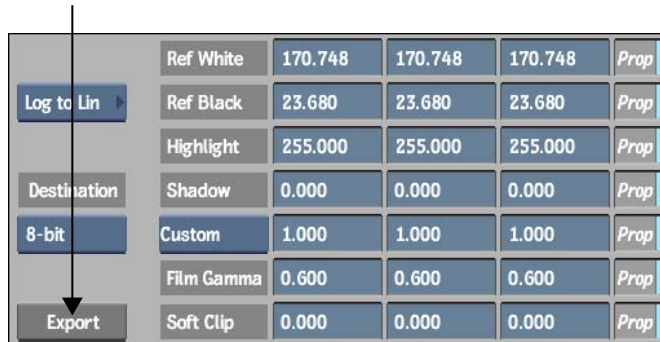 Ref White 170.748 170.748 170.748 Prop
Log to Lin Ref Black 23.680 23.680 23.680 Prop
Highlight 255.000 255.000 255.000 Prop
Destination Shadow 0.000 0.000 0.000 Prop
8-bit Custom 1.000 1.000 1.000 Prop
Film Gamma 0.600 0.600 0.600 Prop
Export Soft Clip 0.000 0.000 0.000 Prop